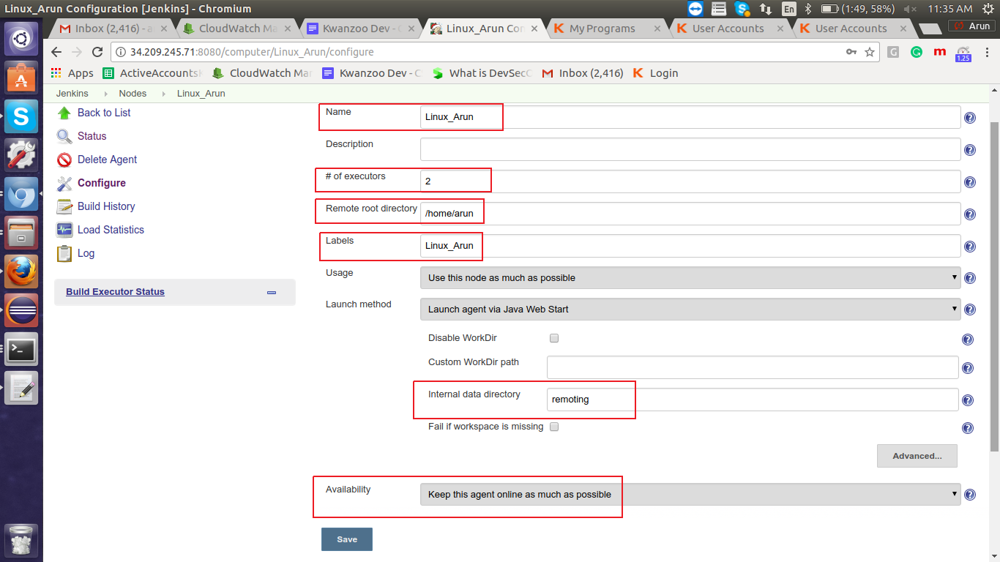 Linux_Arun Configuration [Jenkins] - Chromium
En (1:49, 58%) 11:35 AM
Inbox (2,416) - a
CloudWatch Ma
Kwanzoo Dev - C
Linux_Arun Con
My Programs
User Accounts
User Accounts
Arun
34.209.245.71:8080/computer/Linux_Arun/configure
1.25
Apps
ActiveAccounts
CloudWatch Mar
Kwanzoo Dev - C
What is DevSecO
Inbox (2,416)
Login
Jenkins Nodes Linux_Arun
Back to List
Status
Delete Agent
Configure
Build History
Load Statistics
Log
Build Executor Status
Name Linux_Arun
Description
# of executors 2
Remote root directory /home/arun
Labels Linux_Arun
Usage Use this node as much as possible
Launch method Launch agent via Java Web Start
Disable WorkDir
Custom WorkDir path
Internal data directory remoting
Fail if workspace is missing
Advanced...
Availability Keep this agent online as much as possible
Save